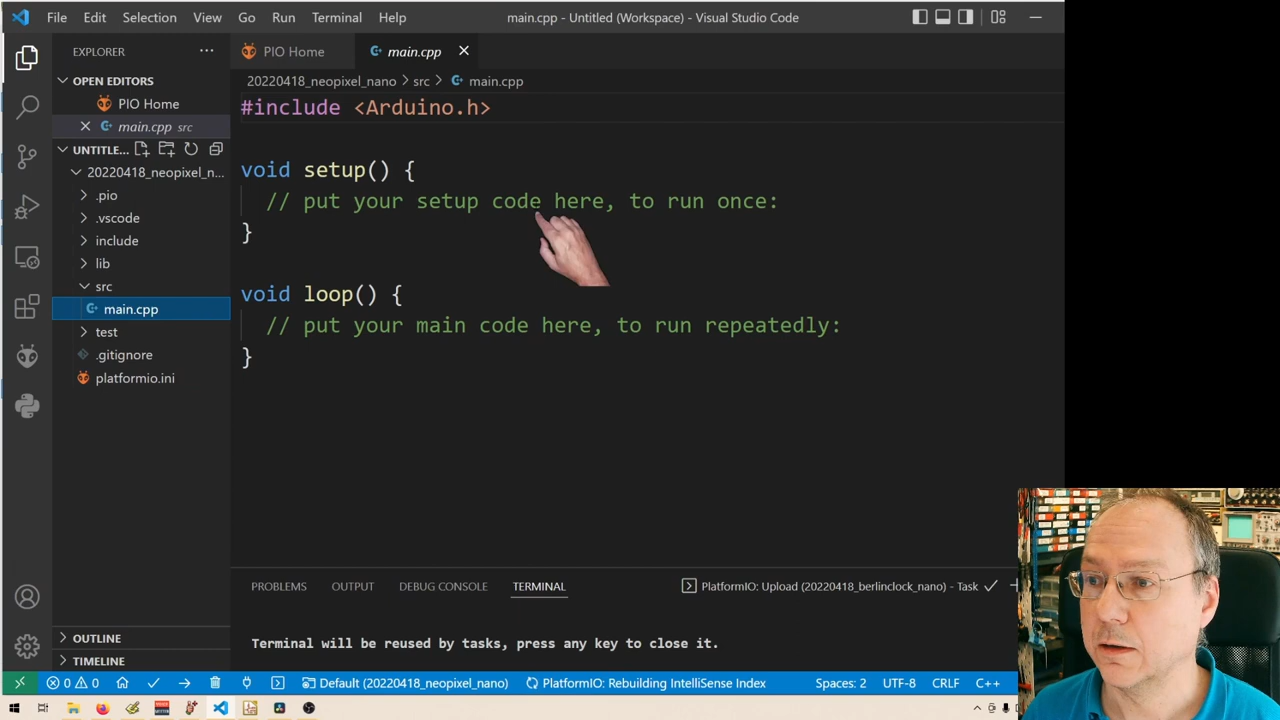 File Edit Selection View Go Run Terminal Help main.cpp - Untitled (Workspace) - Visual Studio Code
EXPLORER
PIO Home main.cpp
OPEN EDITORS
PIO Home
main.cpp src
UNTITLE...
20220418_neopixel_n...
.pio
.vscode
include
lib
src
main.cpp
test
.gitignore
platformio.ini
OUTLINE
TIMELINE
20220418_neopixel_nano > src > main.cpp
#include <Arduino.h>
void setup() {
// put your setup code here, to run once:
}
void loop() {
// put your main code here, to run repeatedly:
}
PROBLEMS OUTPUT DEBUG CONSOLE TERMINAL PlatformIO: Upload (20220418_berlinclock_nano) - Task
Terminal will be reused by tasks, press any key to close it.
0 0 Default (20220418_neopixel_nano) PlatformIO: Rebuilding IntelliSense Index Spaces: 2 UTF-8 CRLF C++